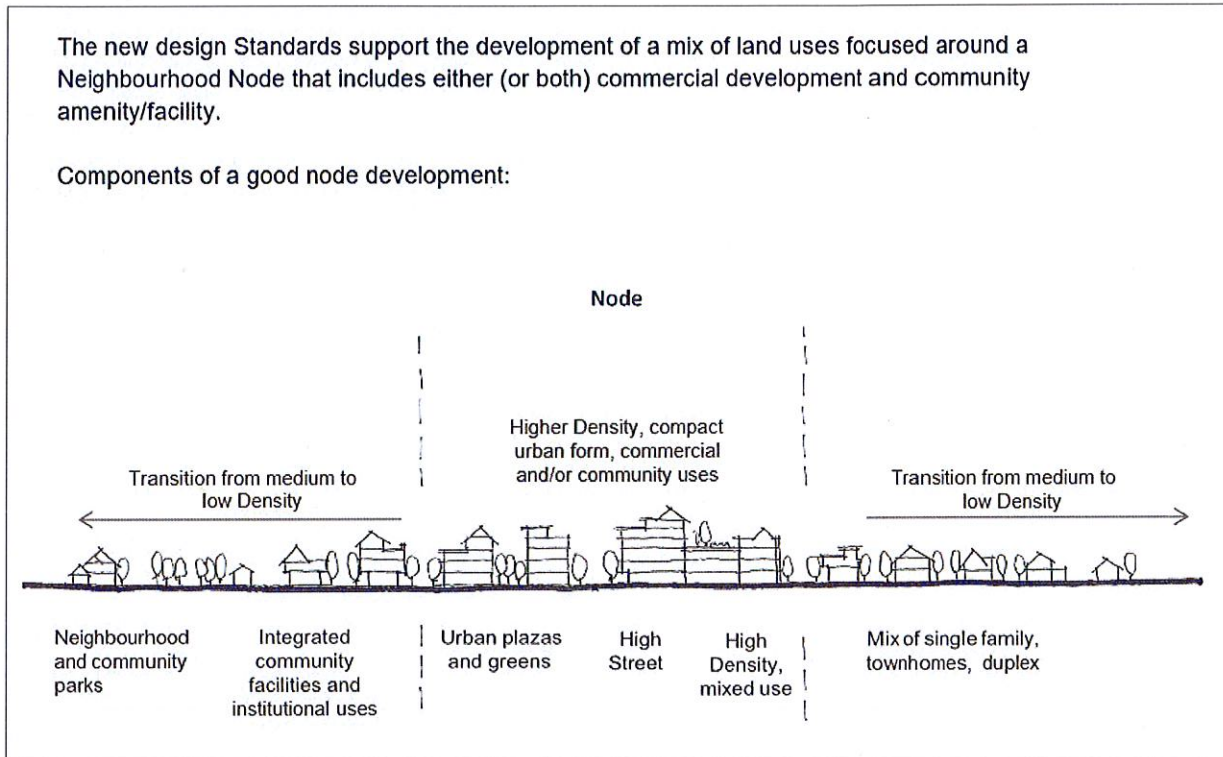 The new design Standards support the development of a mix of land uses focused around a
Neighbourhood Node that includes either (or both) commercial development and community
amenity/facility.
Components of a good node development:
Node
Higher Density, compact
urban form, commercial
and/or community uses
Transition from medium to
low Density
Transition from medium to
low Density
Neighbourhood
and community
parks
Integrated
community
facilities and
institutional uses
Urban plazas
and greens
High
Street
High
Density,
mixed use
Mix of single family,
townhomes, duplex